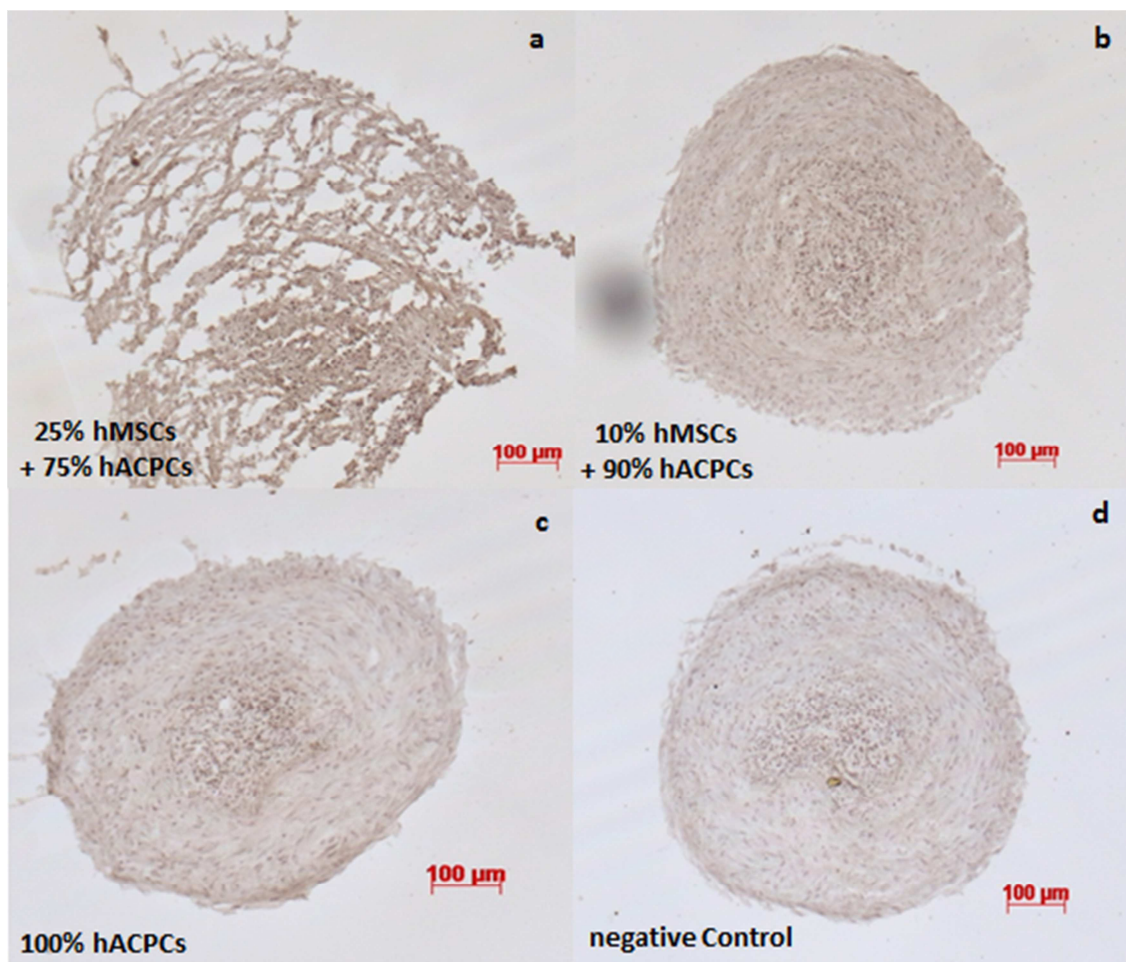 a
25% hMSCs
+ 75% hACPCs
100 µm
b
10% hMSCs
+ 90% hACPCs
100 µm
c
100% hACPCs
100 µm
d
negative Control
100 µm